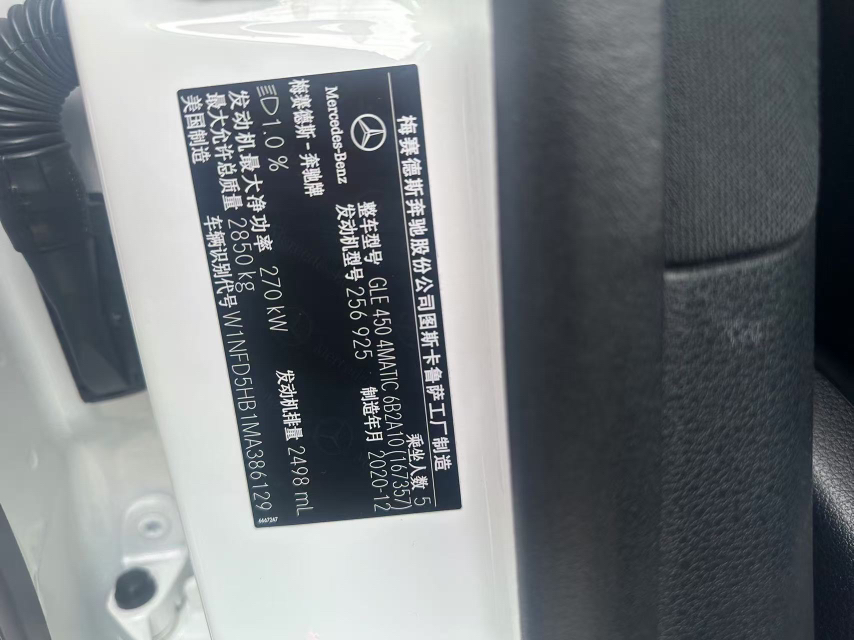 梅赛德斯奔驰股份公司图斯卡鲁萨工厂制造
Mercedes-Benz
整车型号 GLE 450 4MATIC 6B2A10 (167357)
乘坐人数 5
发动机型号 256 925
制造年月 2020-12
梅赛德斯-奔驰牌
1.0 %
发动机最大净功率 270 kW
发动机排量 2498 mL
最大允许总质量 2850 kg
美国制造
车辆识别代号 W1NFD5HB1MA386129
6667267